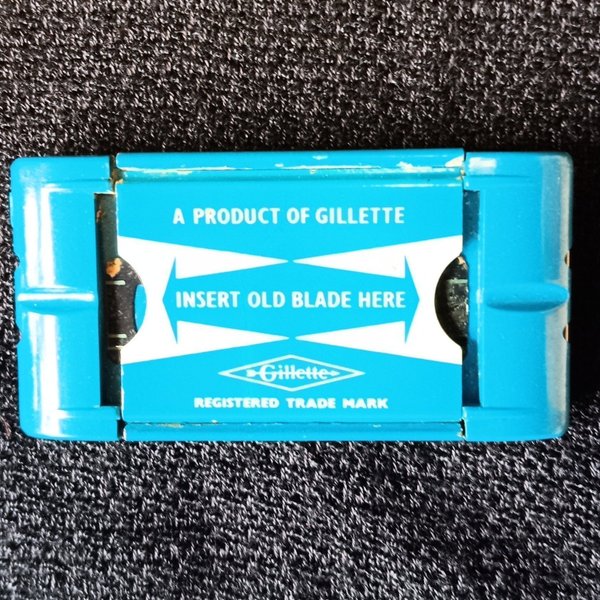 A PRODUCT OF GILLETTE
INSERT OLD BLADE HERE
Gillette
REGISTERED TRADE MARK